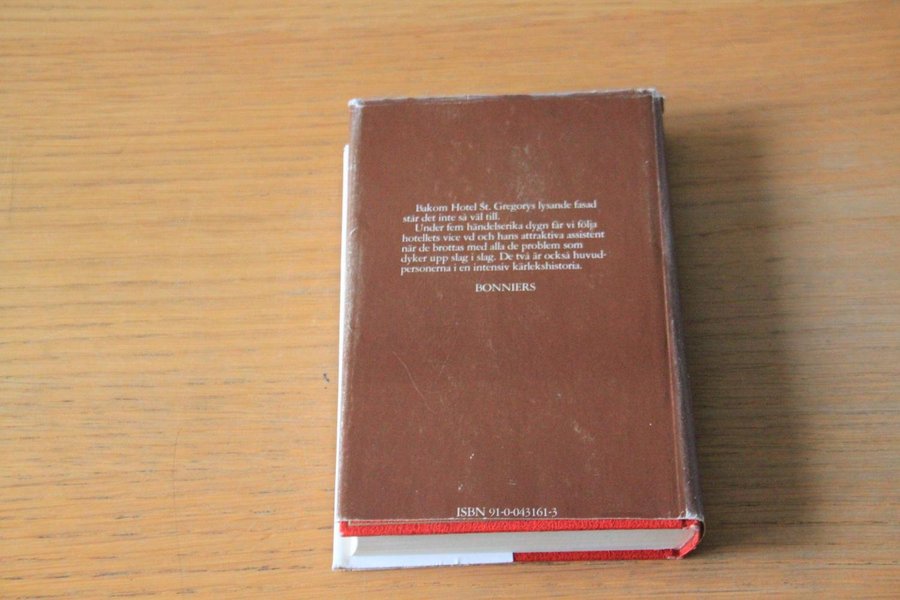 Bakom Hotel St. Gregorys lysande fasad
står det inte så väl till.
Under fem händelserika dygn får vi följa
hotellets vice vd och hans attraktiva assistent
när de brottas med alla de problem som
dyker upp slag i slag. De två är också huvud-
personerna i en intensiv kärlekshistoria.
BONNIERS
ISBN 91-0-043161-3